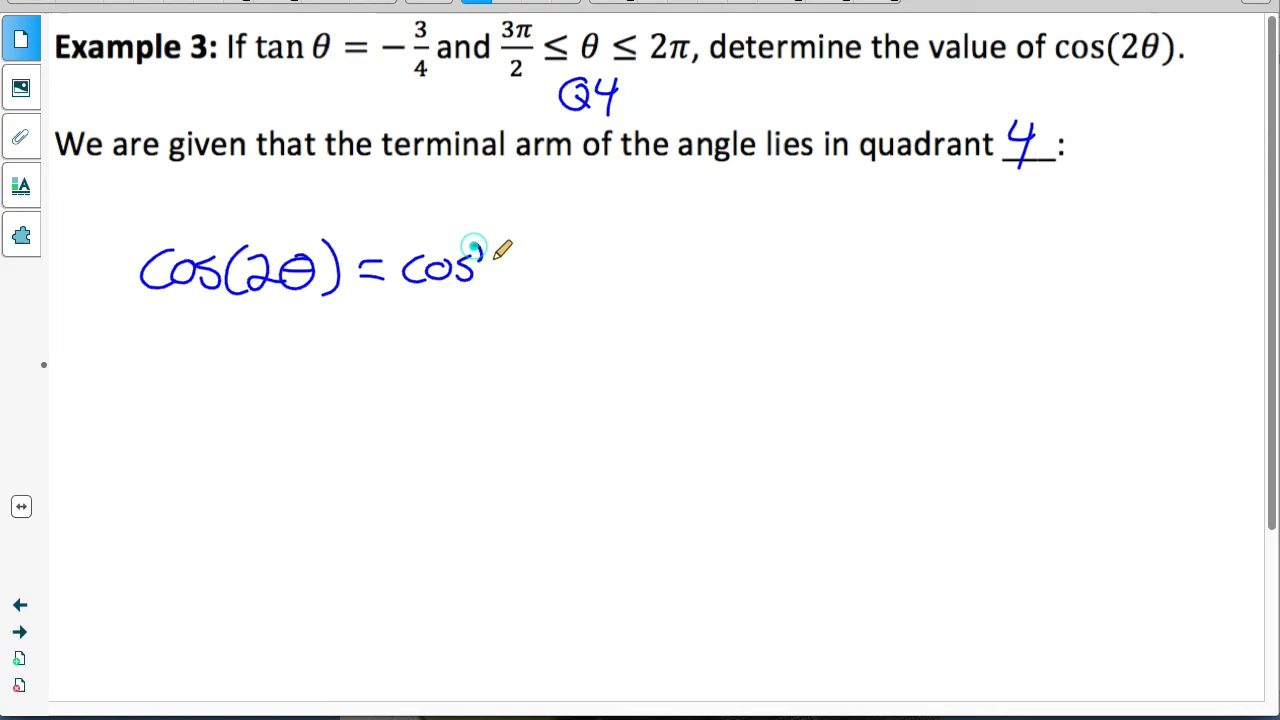 Example 3: If tan θ = −3/4 and 3π/2 ≤ θ ≤ 2π, determine the value of cos(2θ).
Q4
We are given that the terminal arm of the angle lies in quadrant 4:
cos(2θ) = cos